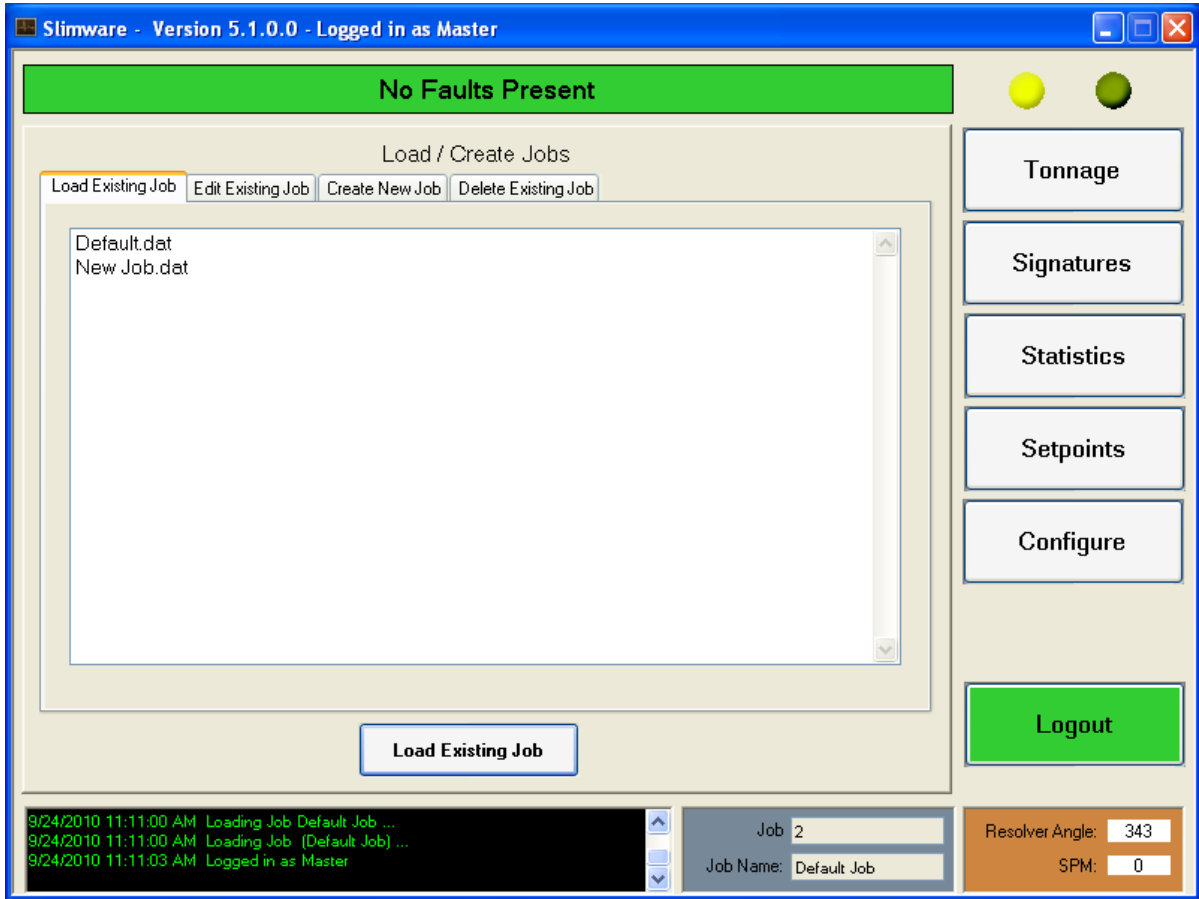 Slimware - Version 5.1.0.0 - Logged in as Master
No Faults Present
Load / Create Jobs
Load Existing Job Edit Existing Job Create New Job Delete Existing Job
Default.dat
New Job.dat
Load Existing Job
Tonnage
Signatures
Statistics
Setpoints
Configure
Logout
9/24/2010 11:11:00 AM Loading Job Default Job ...
9/24/2010 11:11:00 AM Loading Job (Default Job) ...
9/24/2010 11:11:03 AM Logged in as Master
Job 2
Job Name: Default Job
Resolver Angle: 343
SPM: 0